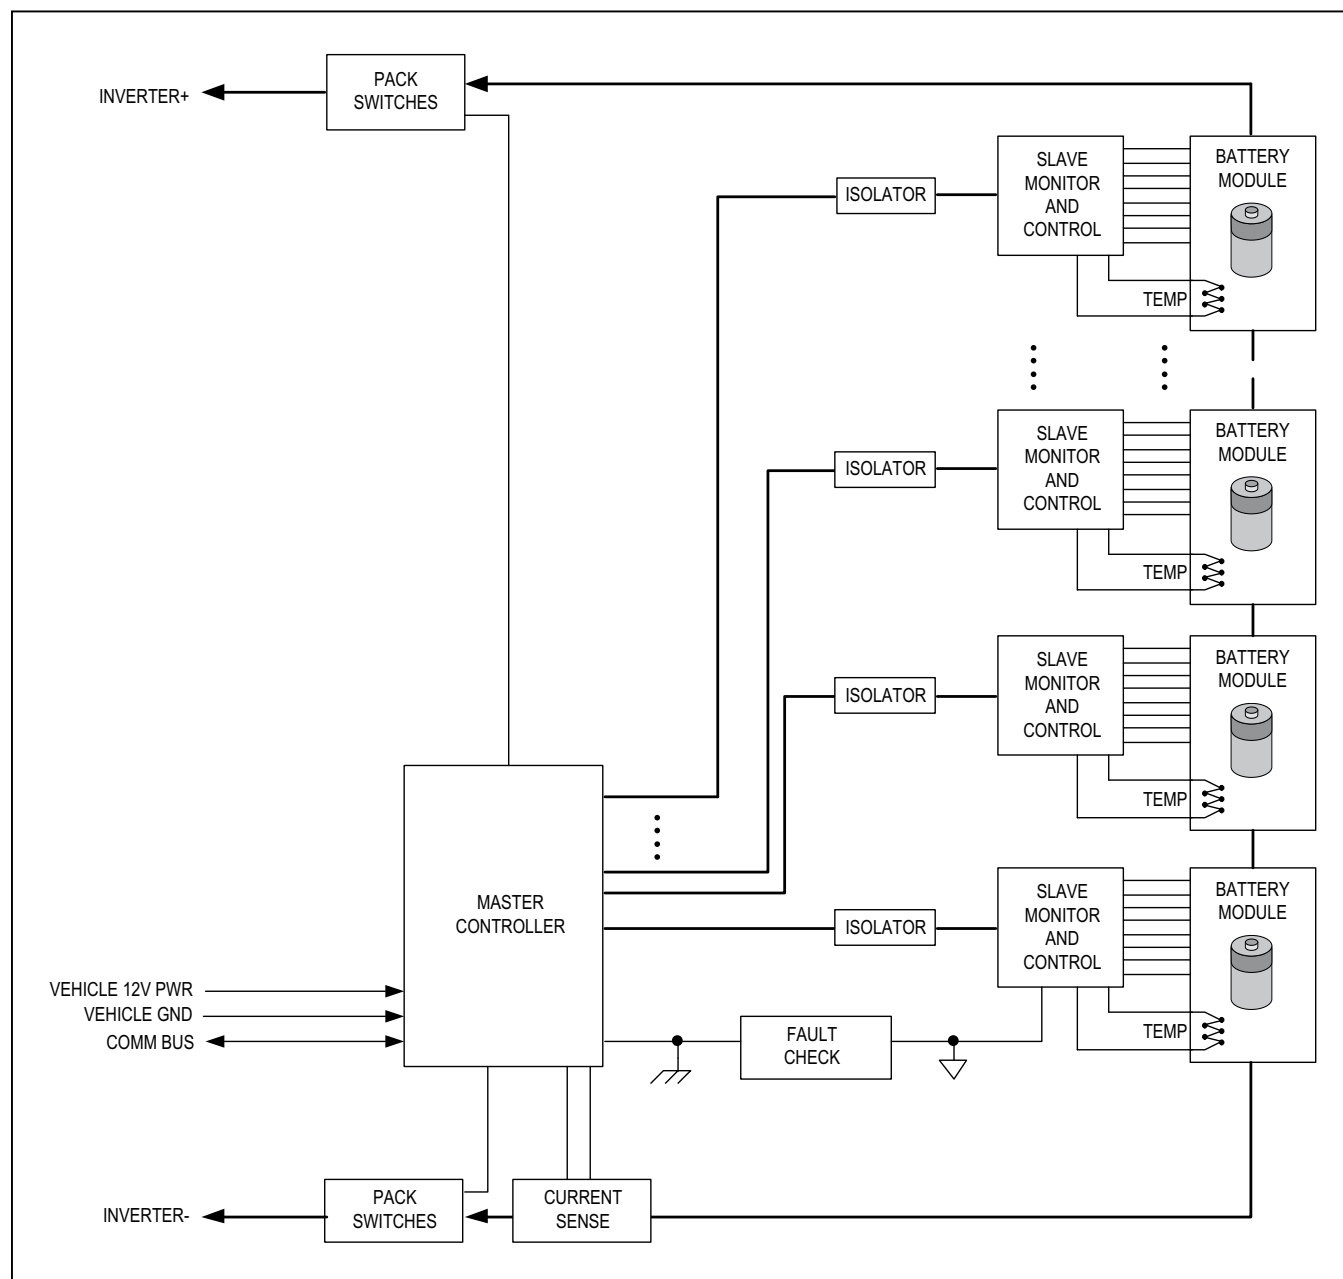 PACK
SWITCHES
INVERTER+
SLAVE
MONITOR
AND
CONTROL
BATTERY
MODULE
ISOLATOR
TEMP
SLAVE
MONITOR
AND
CONTROL
BATTERY
MODULE
ISOLATOR
TEMP
SLAVE
MONITOR
AND
CONTROL
BATTERY
MODULE
ISOLATOR
TEMP
MASTER
CONTROLLER
SLAVE
MONITOR
AND
CONTROL
BATTERY
MODULE
ISOLATOR
TEMP
VEHICLE 12V PWR
VEHICLE GND
COMM BUS
FAULT
CHECK
PACK
SWITCHES
CURRENT
SENSE
INVERTER-